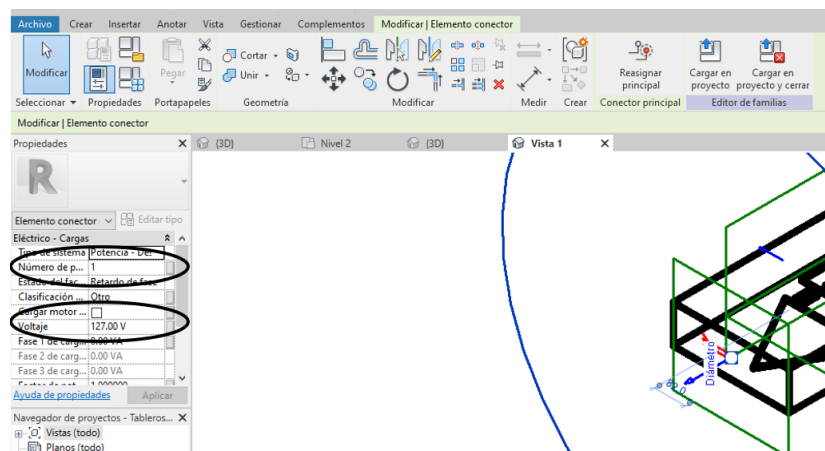 Archivo Crear Insertar Anotar Vista Gestionar Complementos Modificar | Elemento conector
Modificar
Pegar
Cortar
Unir
Reasignar principal
Cargar en proyecto
Cargar en proyecto y cerrar
Seleccionar Propiedades Portapapeles Geometría Modificar Medir Crear Conector principal Editor de familias
Modificar | Elemento conector
Propiedades
{3D} Nivel 2 {3D} Vista 1
R
Elemento conector Editar tipo
Eléctrico - Cargas
Tipo de sistema Potencia - De!
Número de p... 1
Estado del fac... Retardo de fase
Clasificación ... Otro
Cargar motor ...
Voltaje 127.00 V
Fase 1 de carg... 0.00 VA
Fase 2 de carg... 0.00 VA
Fase 3 de carg... 0.00 VA
Factor de pot... 1.000000
Ayuda de propiedades Aplicar
Navegador de proyectos - Tableros...
Vistas (todo)
Planos (todo)
Diámetro